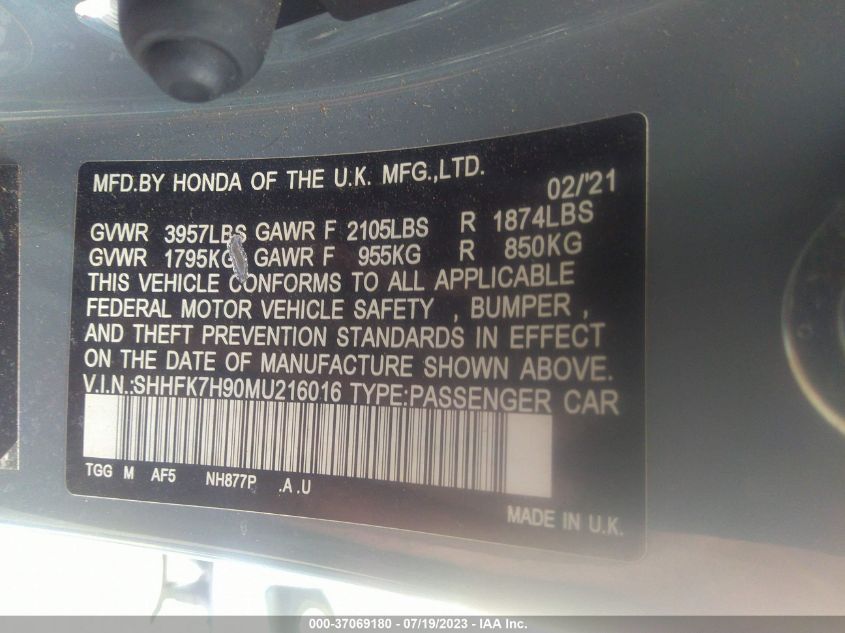 MFD.BY HONDA OF THE U.K. MFG.,LTD. 02/'21
GVWR 3957LBS GAWR F 2105LBS R 1874LBS
GVWR 1795KG GAWR F 955KG R 850KG
THIS VEHICLE CONFORMS TO ALL APPLICABLE
FEDERAL MOTOR VEHICLE SAFETY , BUMPER ,
AND THEFT PREVENTION STANDARDS IN EFFECT
ON THE DATE OF MANUFACTURE SHOWN ABOVE.
V.I.N.:SHHFK7H90MU216016 TYPE:PASSENGER CAR
TGG M AF5 NH877P .A .U
MADE IN U.K.
000-37069180 - 07/19/2023 - IAA Inc.